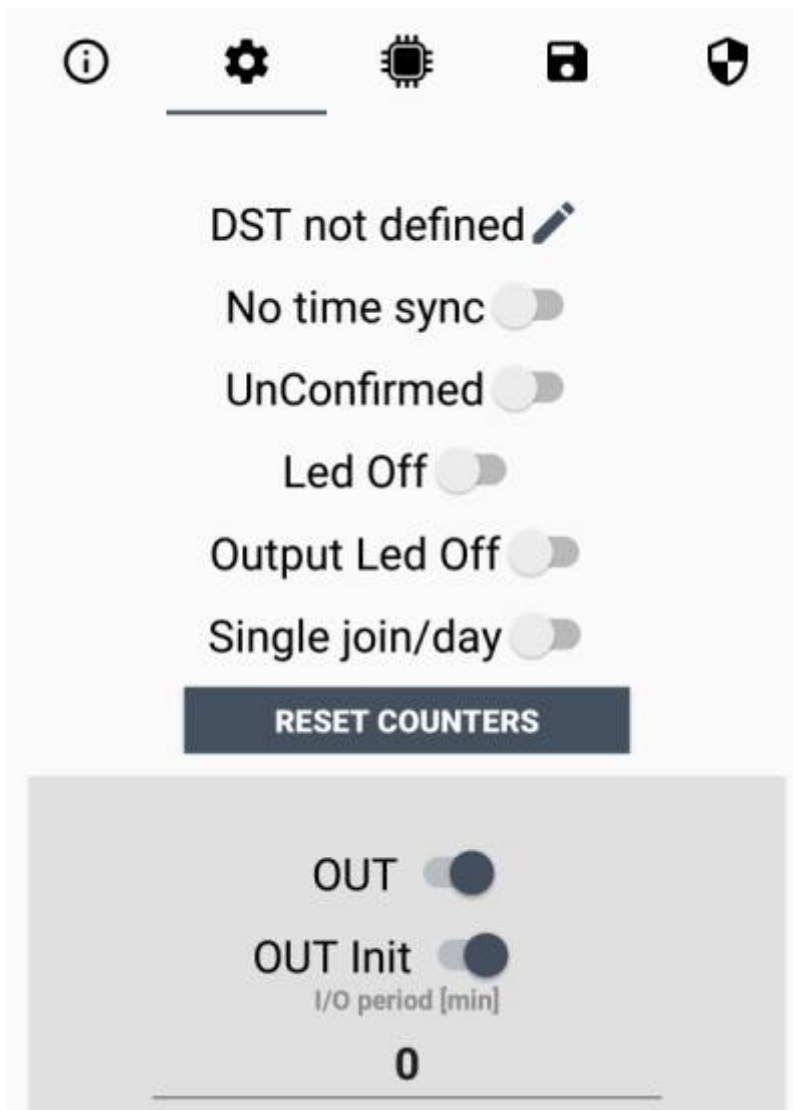 DST not defined
No time sync
UnConfirmed
Led Off
Output Led Off
Single join/day
RESET COUNTERS
OUT
OUT Init
I/O period [min]
0